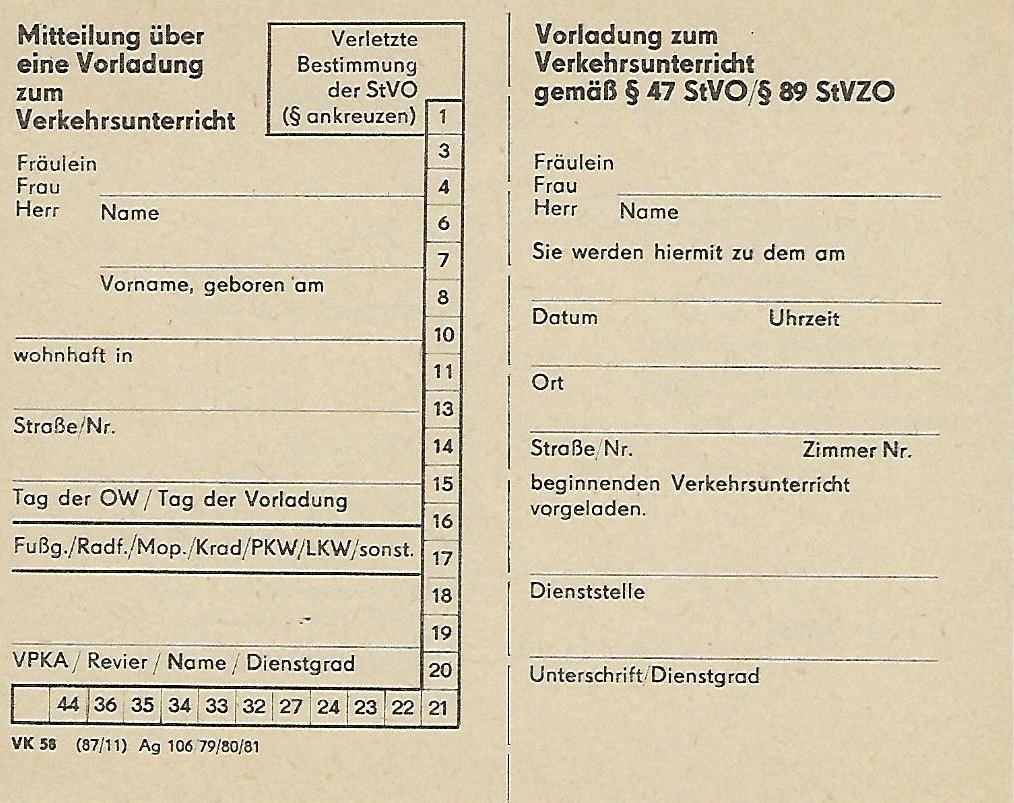 Mitteilung über
eine Vorladung
zum
Verkehrsunterricht
Verletzte
Bestimmung
der StVO
(§ ankreuzen)
1
3
4
6
7
8
10
11
13
14
15
16
17
18
19
20
Fräulein
Frau
Herr Name
Vorname, geboren am
wohnhaft in
Straße/Nr.
Tag der OW / Tag der Vorladung
Fußg./Radf./Mop./Krad/PKW/LKW/sonst.
VPKA / Revier / Name / Dienstgrad
44 36 35 34 33 32 27 24 23 22 21
VK 58 (87/11) Ag 106 79/80/81
Vorladung zum
Verkehrsunterricht
gemäß § 47 StVO/§ 89 StVZO
Fräulein
Frau
Herr Name
Sie werden hiermit zu dem am
Datum Uhrzeit
Ort
Straße/Nr. Zimmer Nr.
beginnenden Verkehrsunterricht
vorgeladen.
Dienststelle
Unterschrift/Dienstgrad